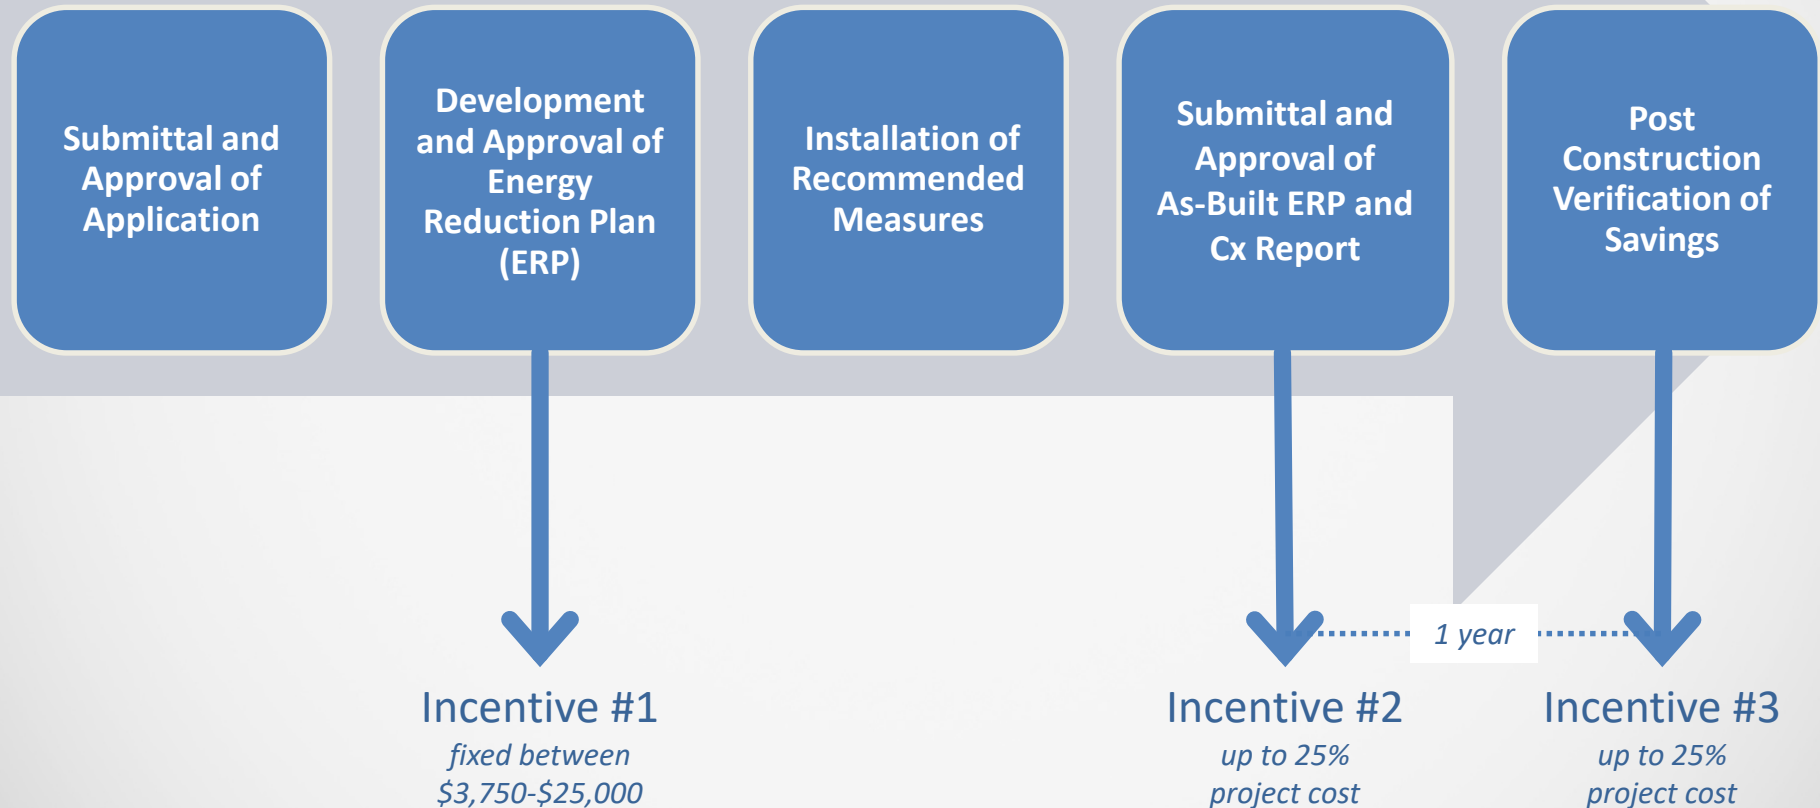 Submittal and
Approval of
Application
Development
and Approval of
Energy
Reduction Plan
(ERP)
Installation of
Recommended
Measures
Submittal and
Approval of
As-Built ERP and
Cx Report
Post
Construction
Verification of
Savings
1 year
Incentive #1
fixed between
$3,750-$25,000
Incentive #2
up to 25%
project cost
Incentive #3
up to 25%
project cost